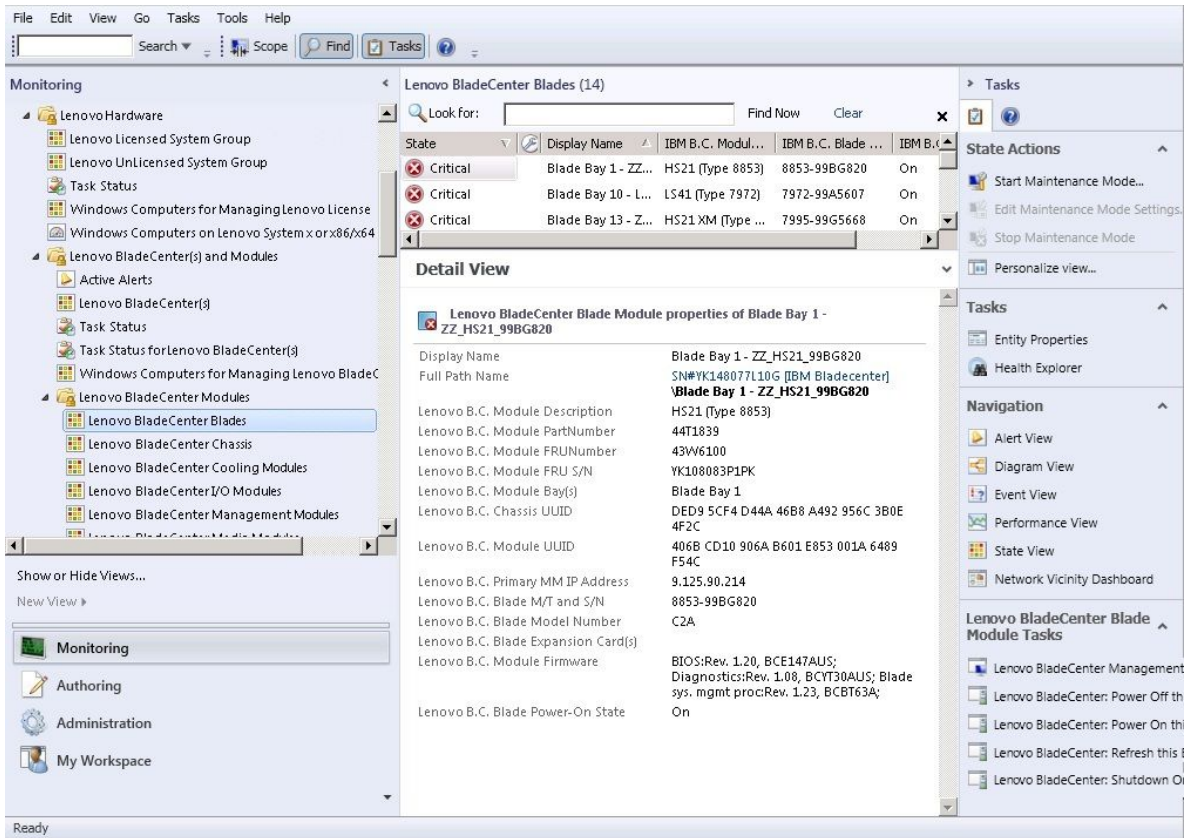 File Edit View Go Tasks Tools Help
Search Scope Find Tasks
Monitoring
Lenovo Hardware
Lenovo Licensed System Group
Lenovo UnLicensed System Group
Task Status
Windows Computers for Managing Lenovo License
Windows Computers on Lenovo System x or x86/x64
Lenovo BladeCenter(s) and Modules
Active Alerts
Lenovo BladeCenter(s)
Task Status
Task Status for Lenovo BladeCenter(s)
Windows Computers for Managing Lenovo BladeC
Lenovo BladeCenter Modules
Lenovo BladeCenter Blades
Lenovo BladeCenter Chassis
Lenovo BladeCenter Cooling Modules
Lenovo BladeCenter I/O Modules
Lenovo BladeCenter Management Modules
Show or Hide Views...
New View
Monitoring
Authoring
Administration
My Workspace
Ready
Lenovo BladeCenter Blades (14)
Look for: Find Now Clear
State Display Name IBM B.C. Modul... IBM B.C. Blade ... IBM B.C
Critical Blade Bay 1 - ZZ... HS21 (Type 8853) 8853-99BG820 On
Critical Blade Bay 10 - L... LS41 (Type 7972) 7972-99A5607 On
Critical Blade Bay 13 - Z... HS21 XM (Type ... 7995-99G5668 On
Detail View
Lenovo BladeCenter Blade Module properties of Blade Bay 1 -
ZZ_HS21_99BG820
Display Name Blade Bay 1 - ZZ_HS21_99BG820
Full Path Name SN#YK148077L10G [IBM Bladecenter]
\Blade Bay 1 - ZZ_HS21_99BG820
Lenovo B.C. Module Description HS21 (Type 8853)
Lenovo B.C. Module PartNumber 44T1839
Lenovo B.C. Module FRUNumber 43W6100
Lenovo B.C. Module FRU S/N YK108083P1PK
Lenovo B.C. Module Bay(s) Blade Bay 1
Lenovo B.C. Chassis UUID DED9 5CF4 D44A 46B8 A492 956C 3B0E
4F2C
Lenovo B.C. Module UUID 406B CD10 906A B601 E853 001A 6489
F54C
Lenovo B.C. Primary MM IP Address 9.125.90.214
Lenovo B.C. Blade M/T and S/N 8853-99BG820
Lenovo B.C. Blade Model Number C2A
Lenovo B.C. Blade Expansion Card(s)
Lenovo B.C. Module Firmware BIOS:Rev. 1.20, BCE147AUS;
Diagnostics:Rev. 1.08, BCYT30AUS; Blade
sys. mgmt proc:Rev. 1.23, BCBT63A;
Lenovo B.C. Blade Power-On State On
Tasks
State Actions
Start Maintenance Mode...
Edit Maintenance Mode Settings.
Stop Maintenance Mode
Personalize view...
Tasks
Entity Properties
Health Explorer
Navigation
Alert View
Diagram View
Event View
Performance View
State View
Network Vicinity Dashboard
Lenovo BladeCenter Blade
Module Tasks
Lenovo BladeCenter Management
Lenovo BladeCenter: Power Off th
Lenovo BladeCenter: Power On thi
Lenovo BladeCenter: Refresh this B
Lenovo BladeCenter: Shutdown O